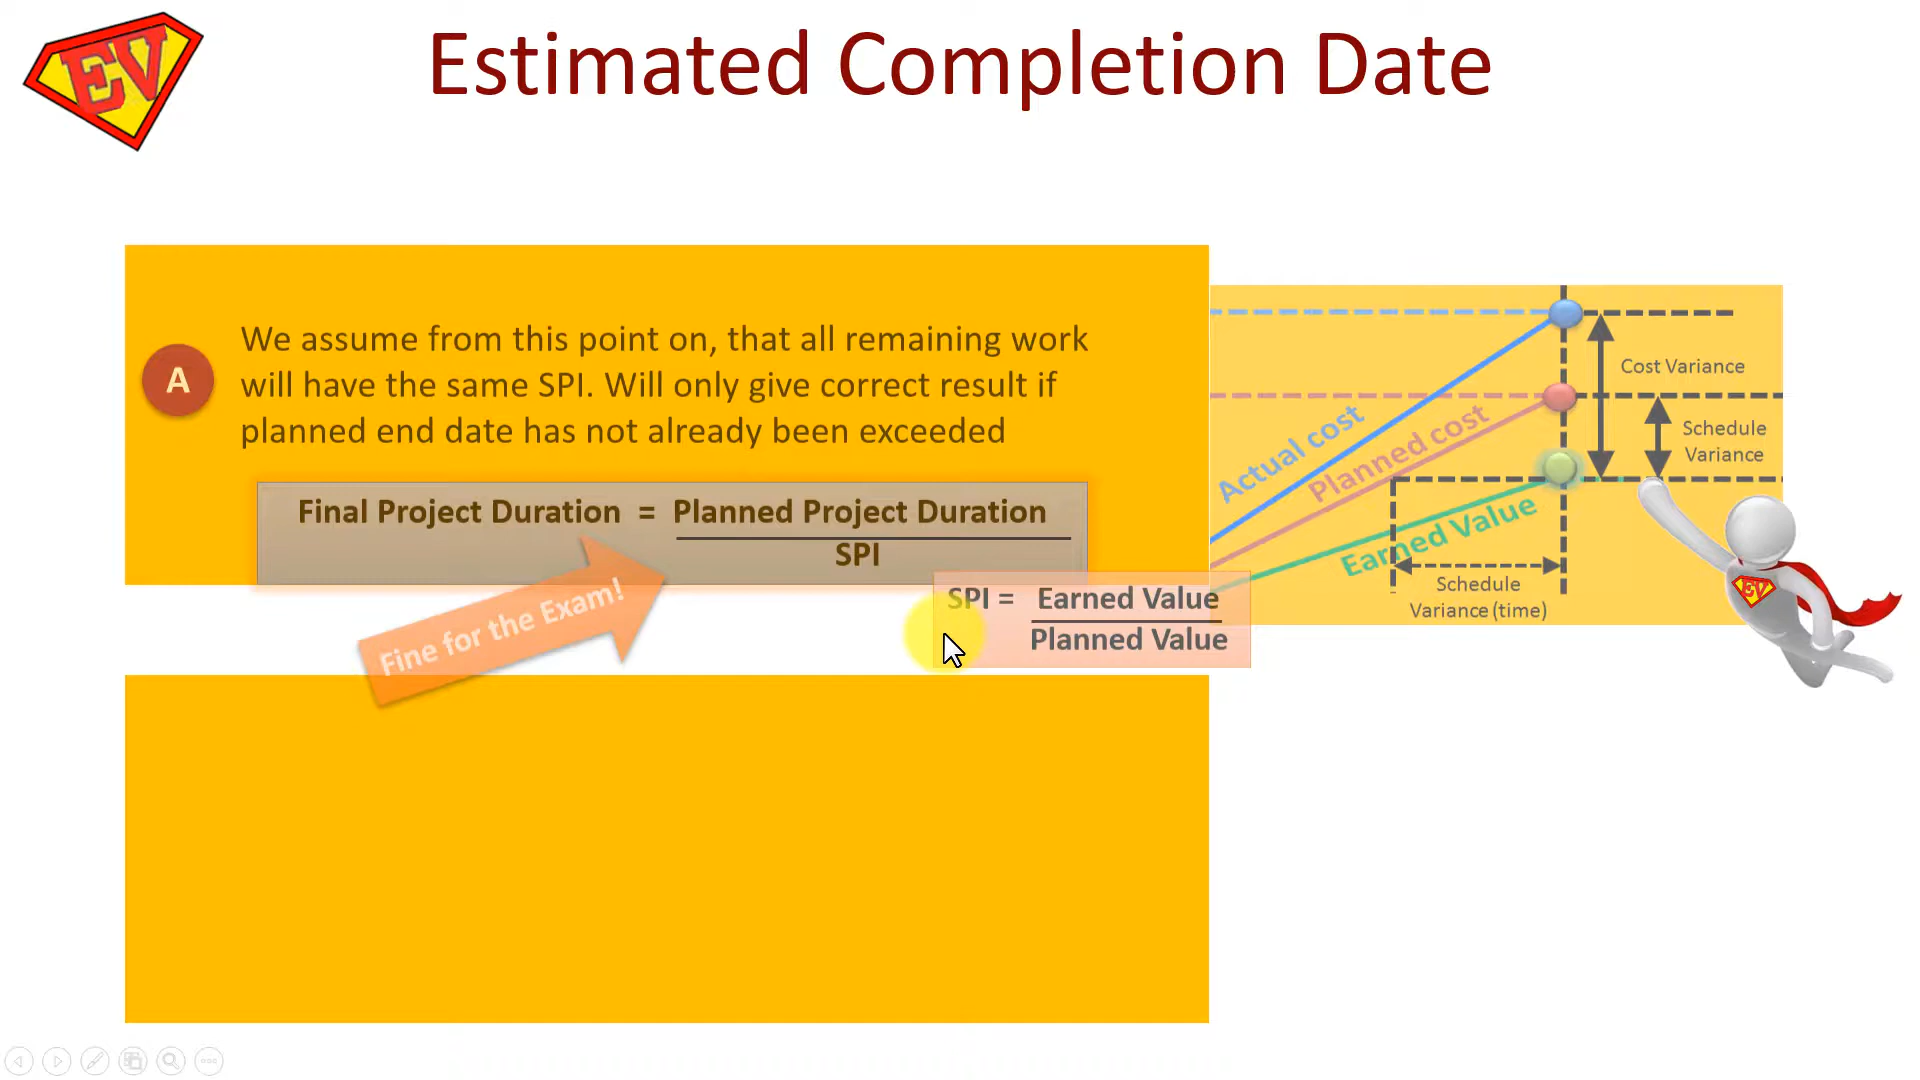 EV
Estimated Completion Date
A
We assume from this point on, that all remaining work
will have the same SPI. Will only give correct result if
planned end date has not already been exceeded
Final Project Duration = Planned Project Duration
SPI
Fine for the Exam!
SPI = Earned Value
Planned Value
Actual cost
Planned cost
Earned Value
Cost Variance
Schedule
Variance
Schedule
Variance (time)
EV